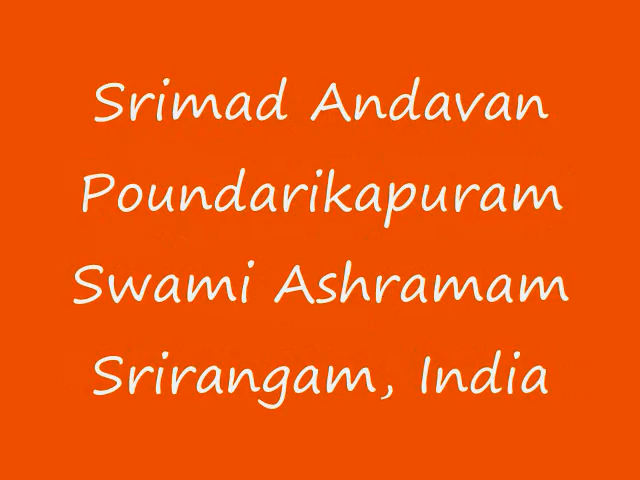 Srimad Andavan
Poundarikapuram
Swami Ashramam
Srirangam, India